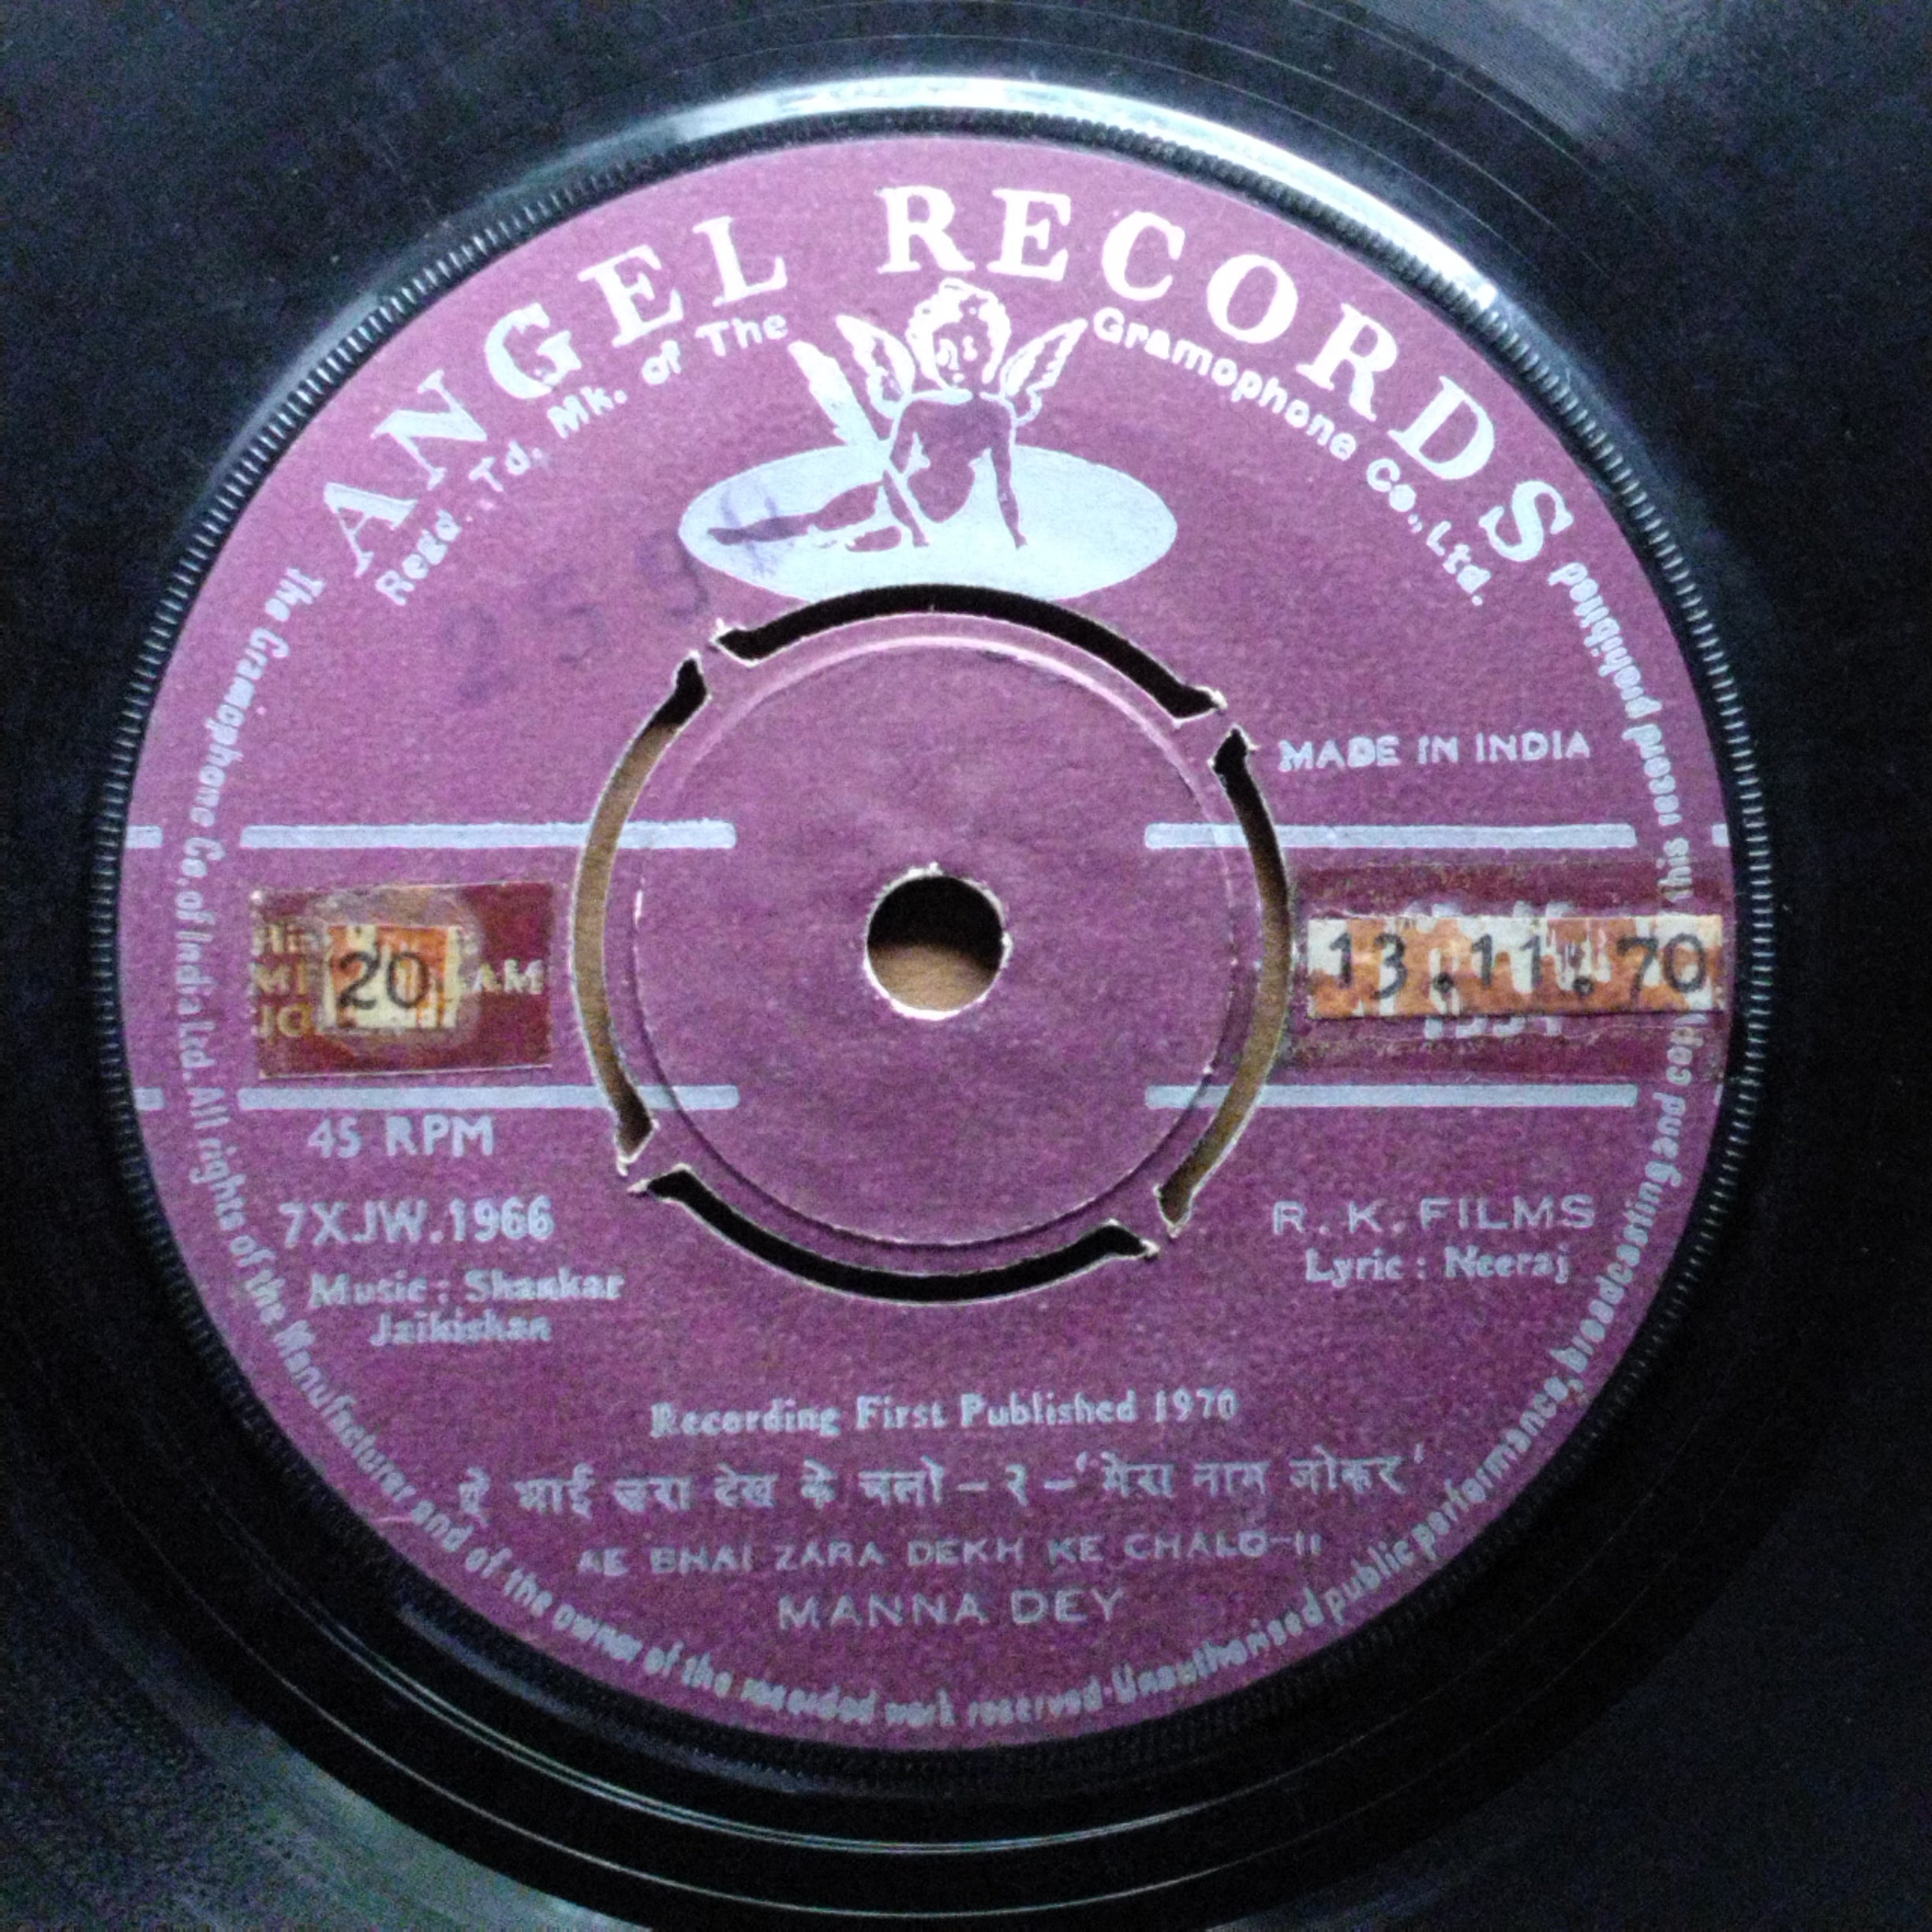 ANGEL RECORDS
Regd. Td. Mk. of The Gramophone Co., Ltd.
MADE IN INDIA
20
AM
13.11.70
45 RPM
7XJW.1966
Music : Shankar
Jaikishan
R. K. FILMS
Lyric : Neeraj
Recording First Published 1970
ऐ भाई ज़रा देख के चलो - २ - 'मेरा नाम जोकर'
AE BHAI ZARA DEKH KE CHALO-II
MANNA DEY
The Gramophone Co. of India Ltd. All rights of the Manufacturer and of the owner of the recorded work reserved·Unauthorised public performance, broadcasting and copying this record prohibited